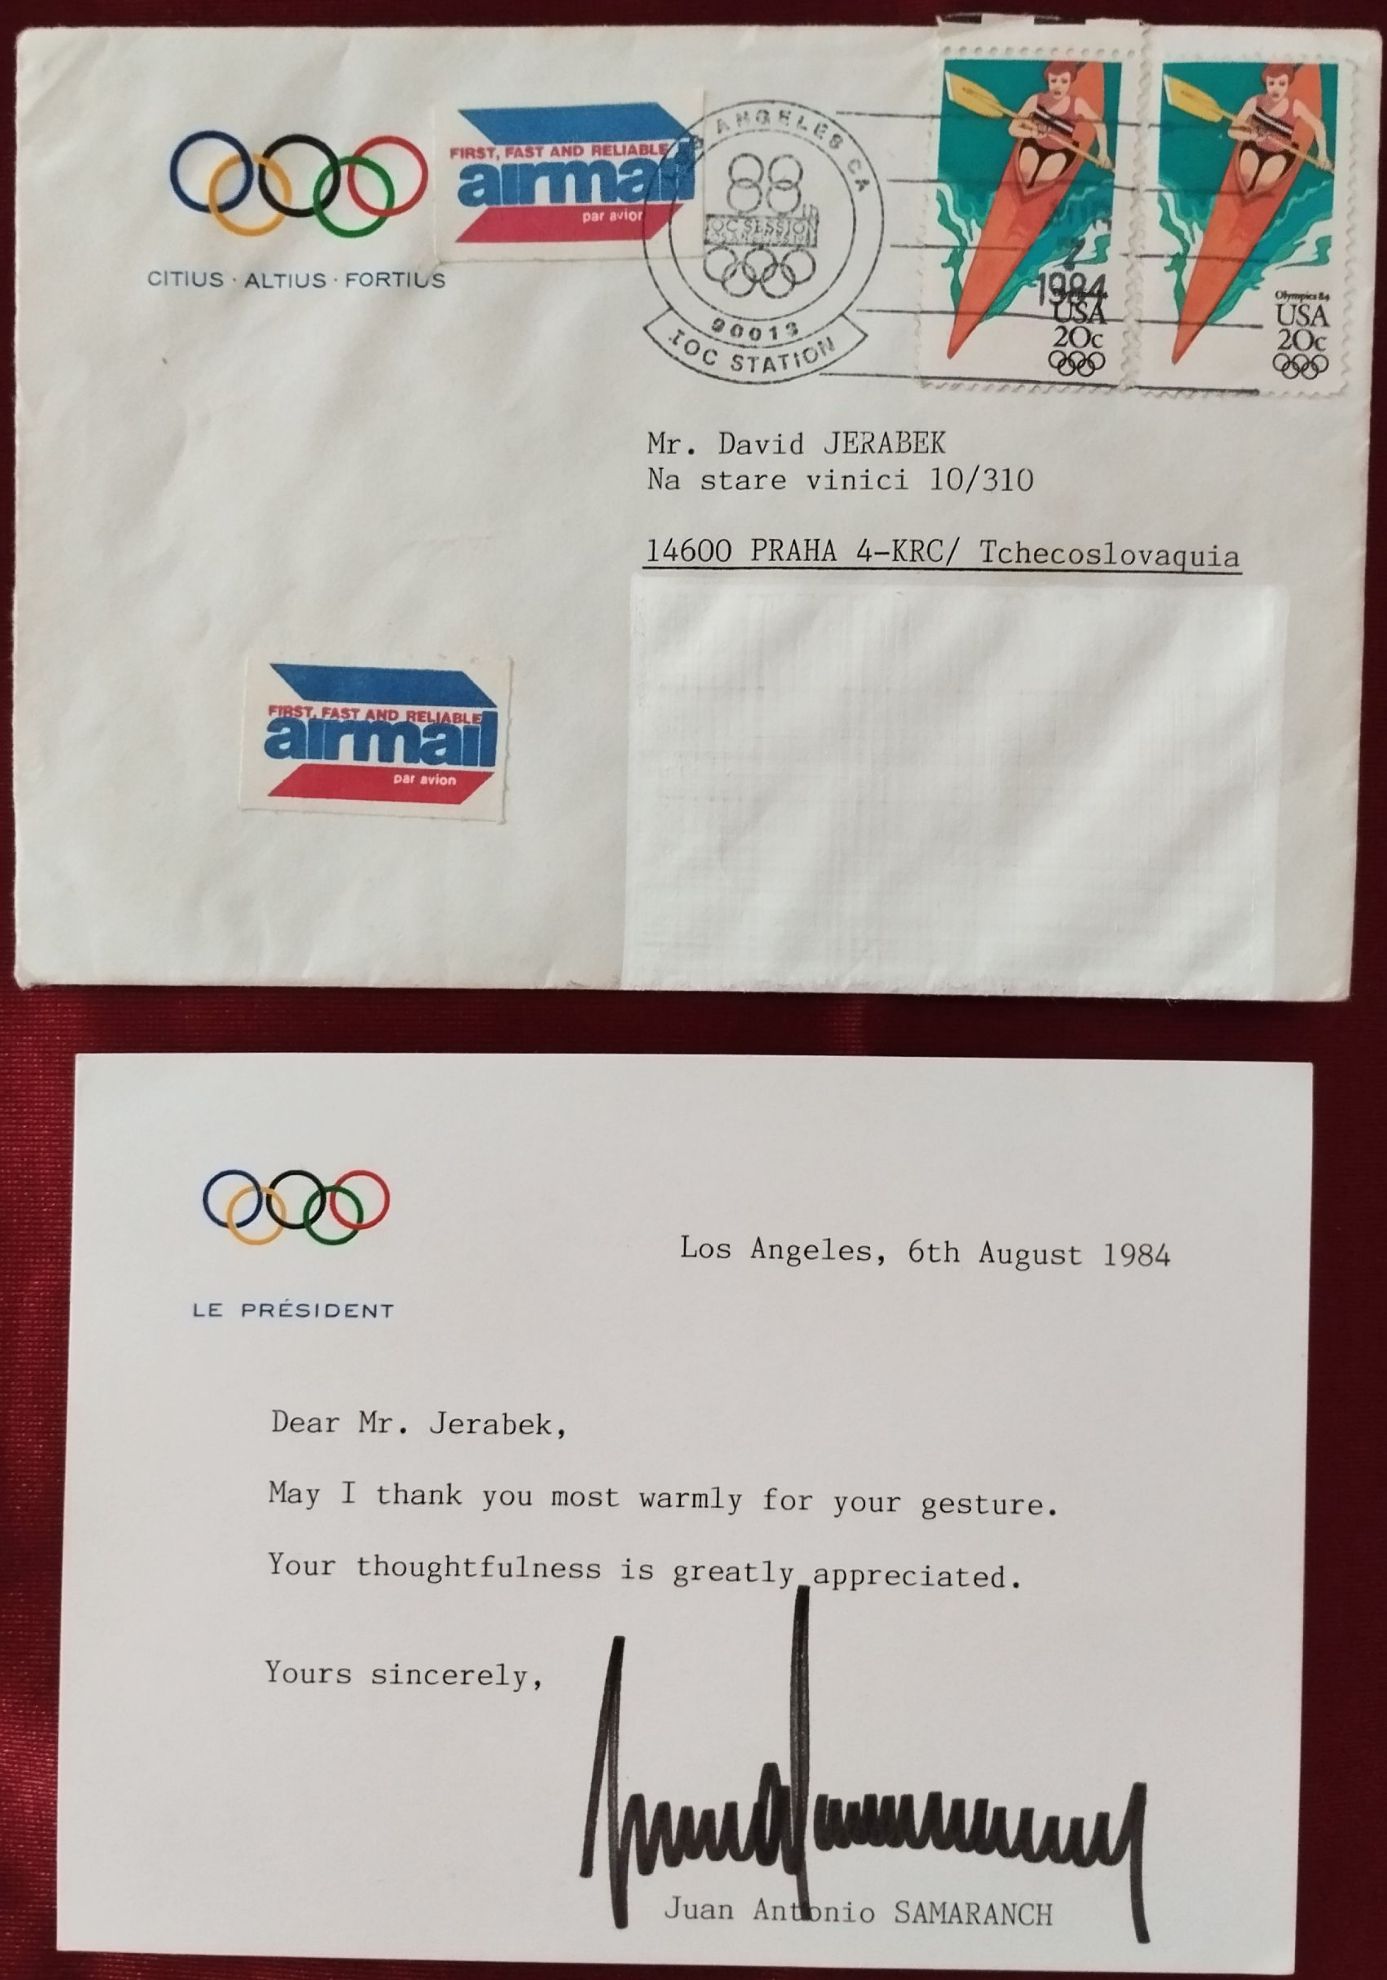 CITIUS · ALTIUS · FORTIUS
FIRST, FAST AND RELIABLE
airmail
par avion
ANGELES CA
88
IOC SESSION
90013
IOC STATION
2
1984
USA
20c
Olympics 84
USA
20c
Mr. David JERABEK
Na stare vinici 10/310
14600 PRAHA 4-KRC/ Tchecoslovaquia
FIRST, FAST AND RELIABLE
airmail
par avion
LE PRÉSIDENT
Los Angeles, 6th August 1984
Dear Mr. Jerabek,
May I thank you most warmly for your gesture.
Your thoughtfulness is greatly appreciated.
Yours sincerely,
Juan Antonio SAMARANCH